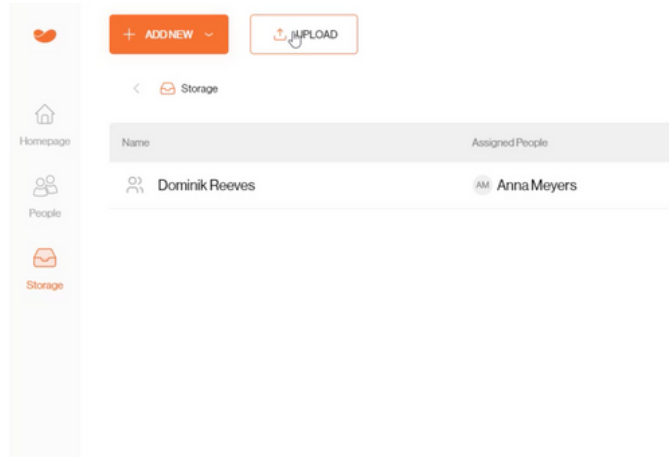 ADD NEW
UPLOAD
Storage
Homepage
Name
Assigned People
Dominik Reeves
AM
Anna Meyers
People
Storage